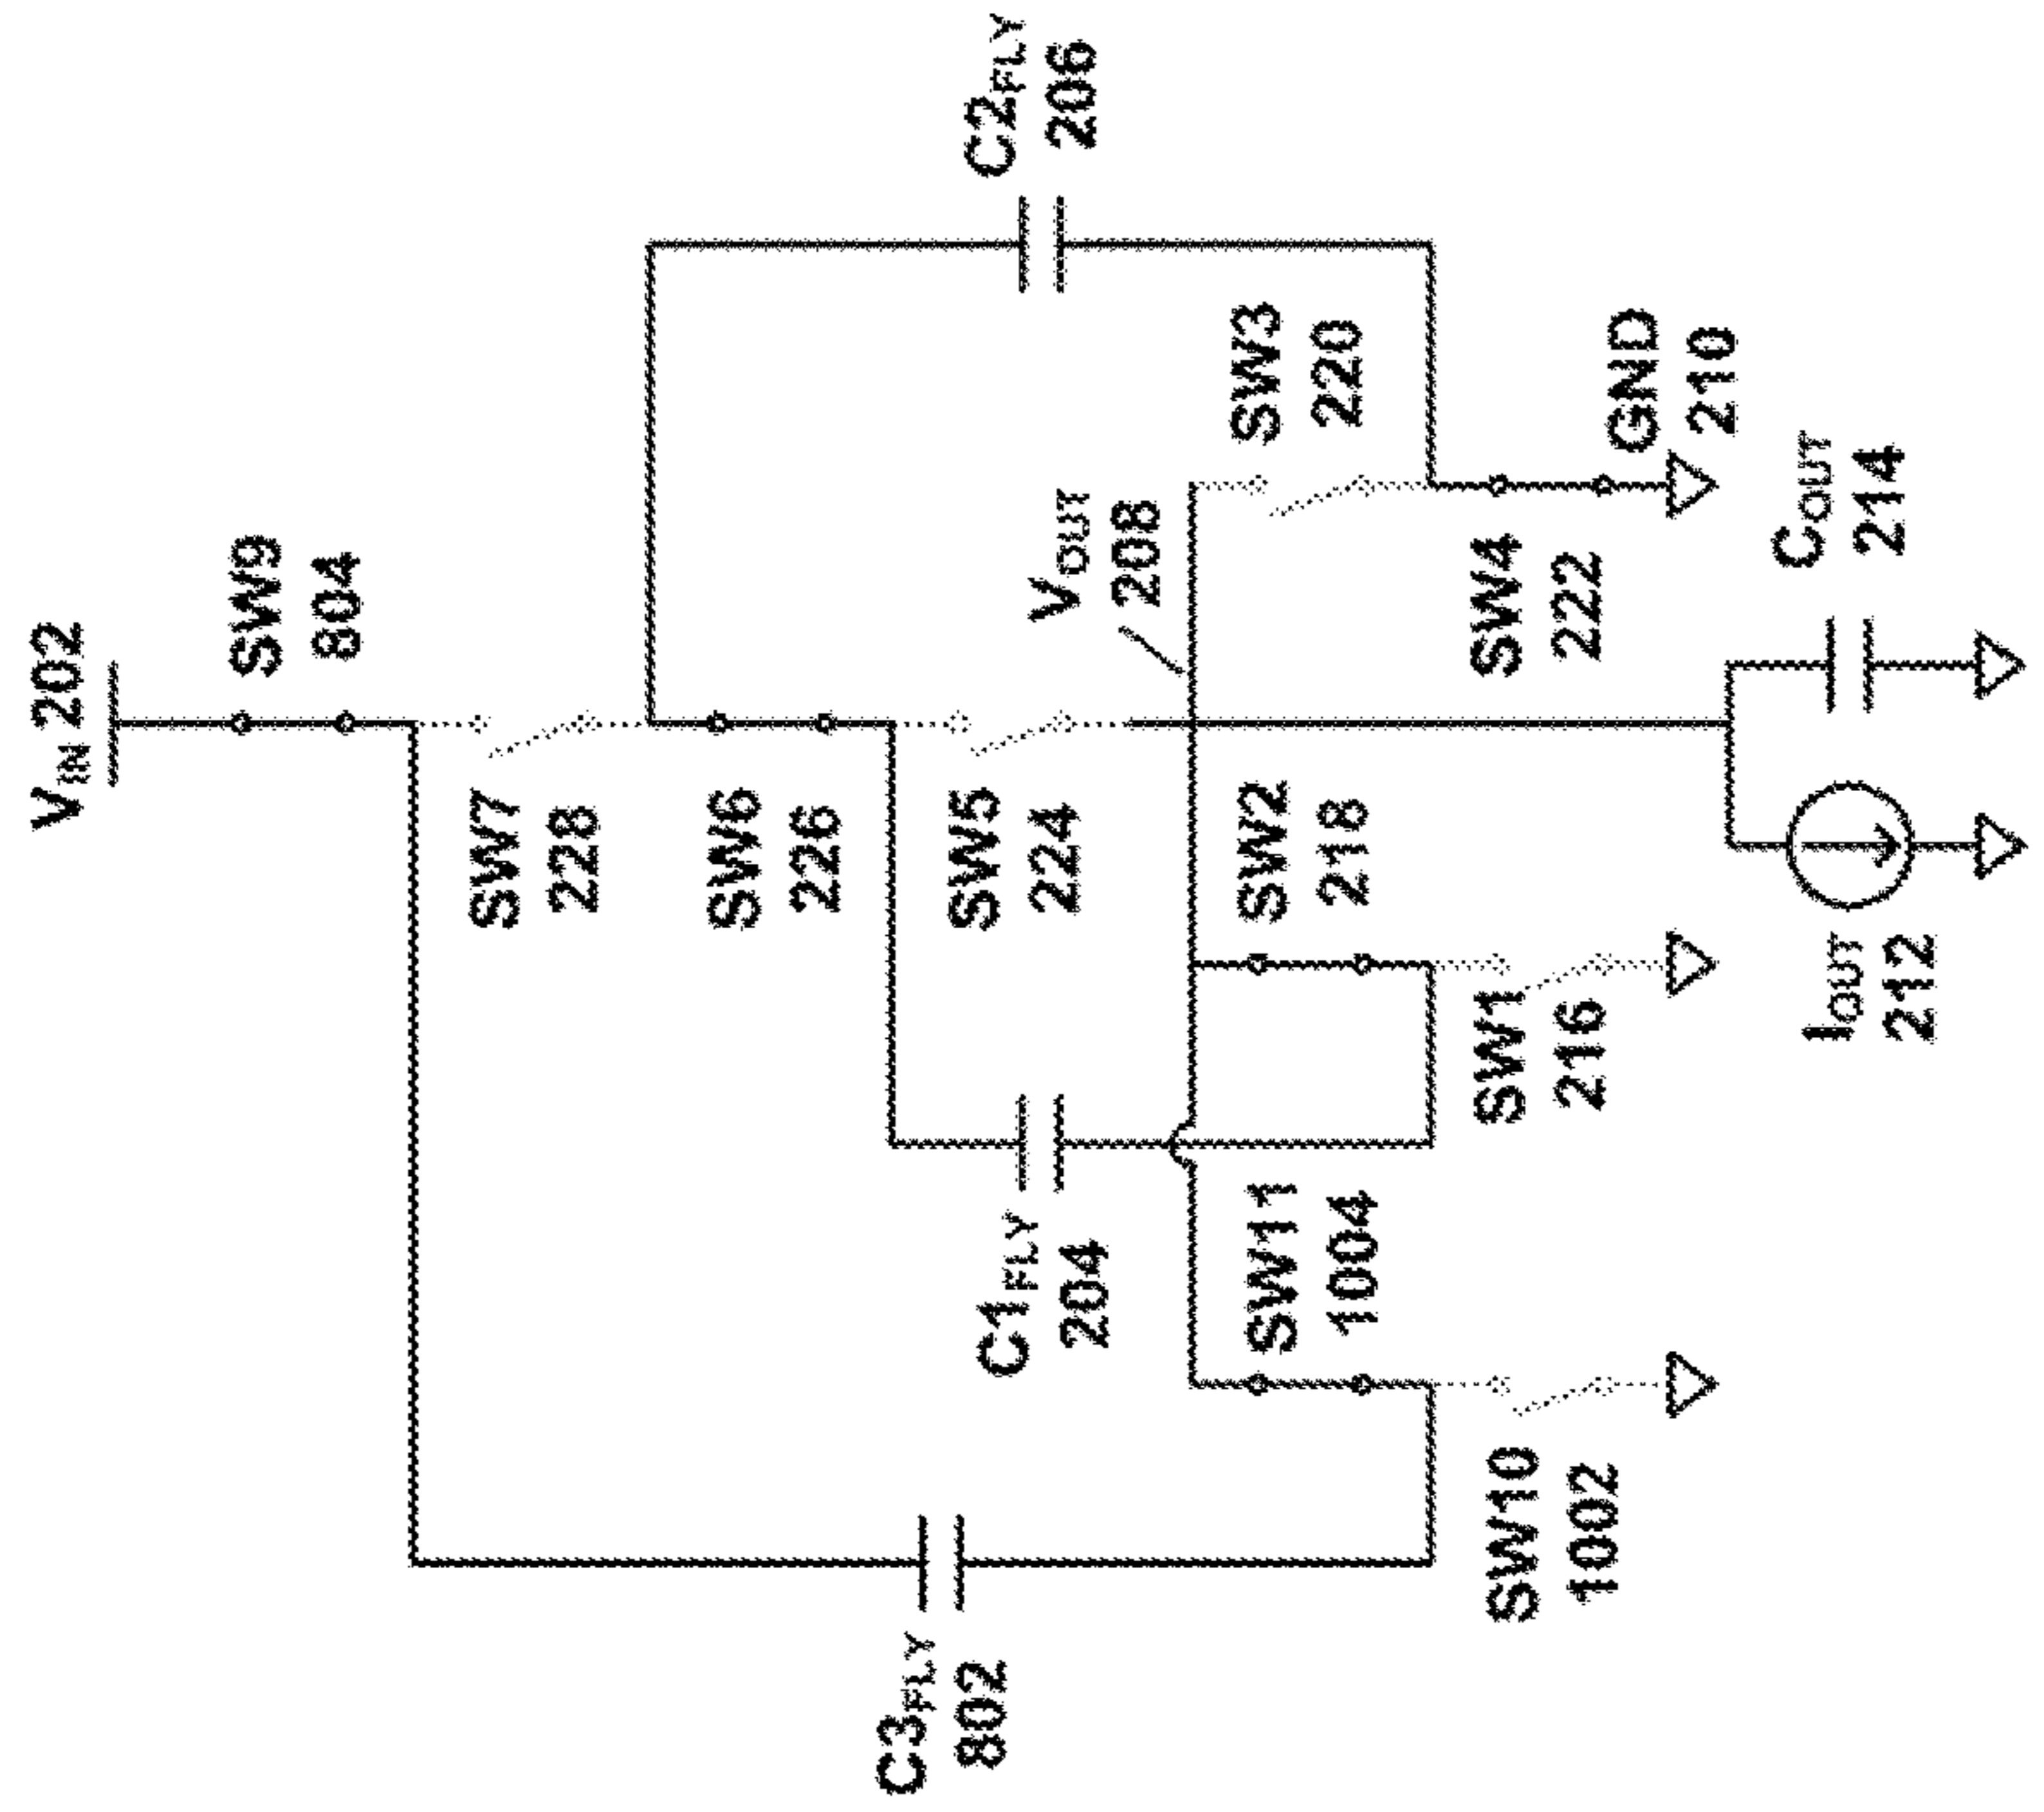 V_IN 202
SW9
804
SW7
228
SW6
226
SW5
224
C2_FLY
206
V_OUT
208
SW3
220
SW2
218
C1_FLY
204
SW11
1004
C3_FLY
802
SW4
222
GND
210
SW1
216
SW10
1002
C_OUT
214
I_OUT
212